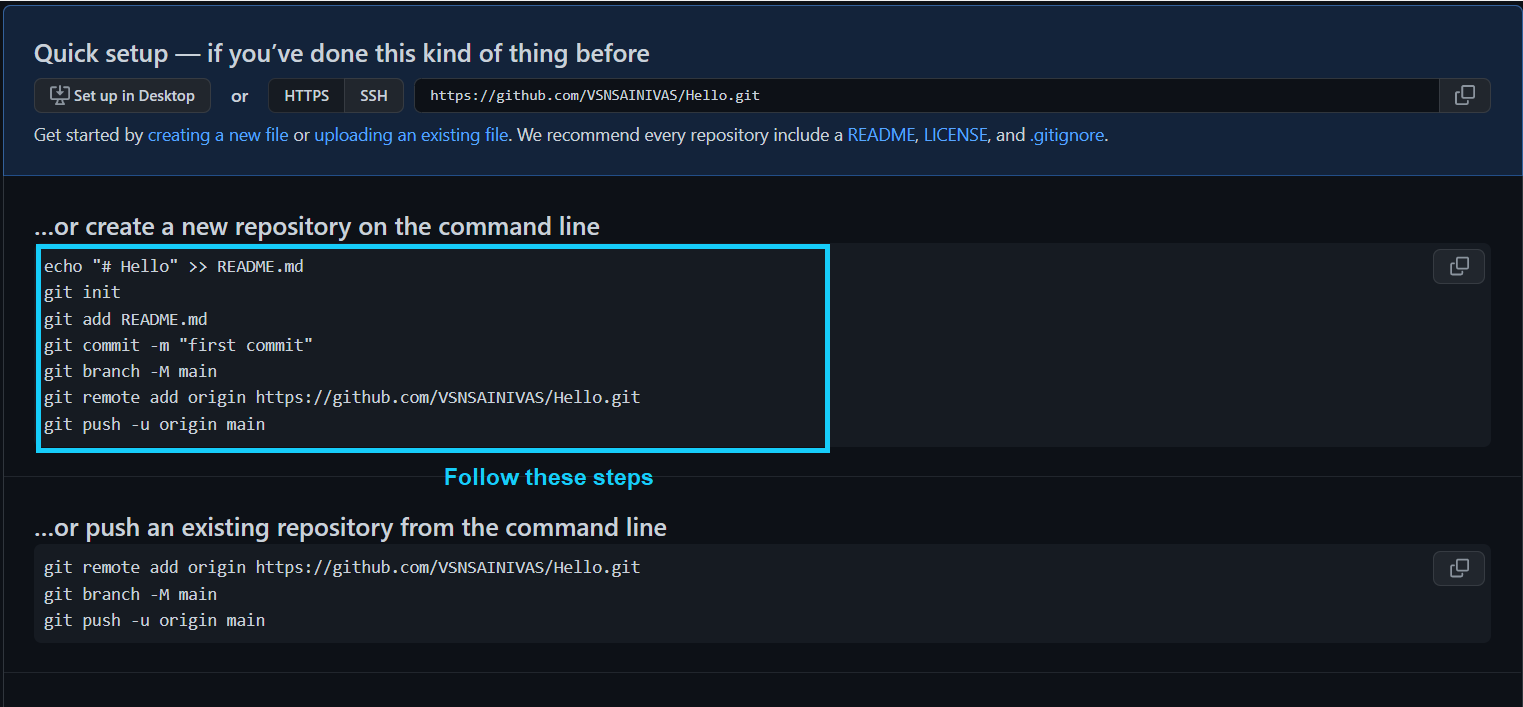 Quick setup — if you’ve done this kind of thing before
Set up in Desktop or HTTPS SSH https://github.com/VSNSAINIVAS/Hello.git
Get started by creating a new file or uploading an existing file. We recommend every repository include a README, LICENSE, and .gitignore.
…or create a new repository on the command line
echo "# Hello" >> README.md
git init
git add README.md
git commit -m "first commit"
git branch -M main
git remote add origin https://github.com/VSNSAINIVAS/Hello.git
git push -u origin main
Follow these steps
…or push an existing repository from the command line
git remote add origin https://github.com/VSNSAINIVAS/Hello.git
git branch -M main
git push -u origin main